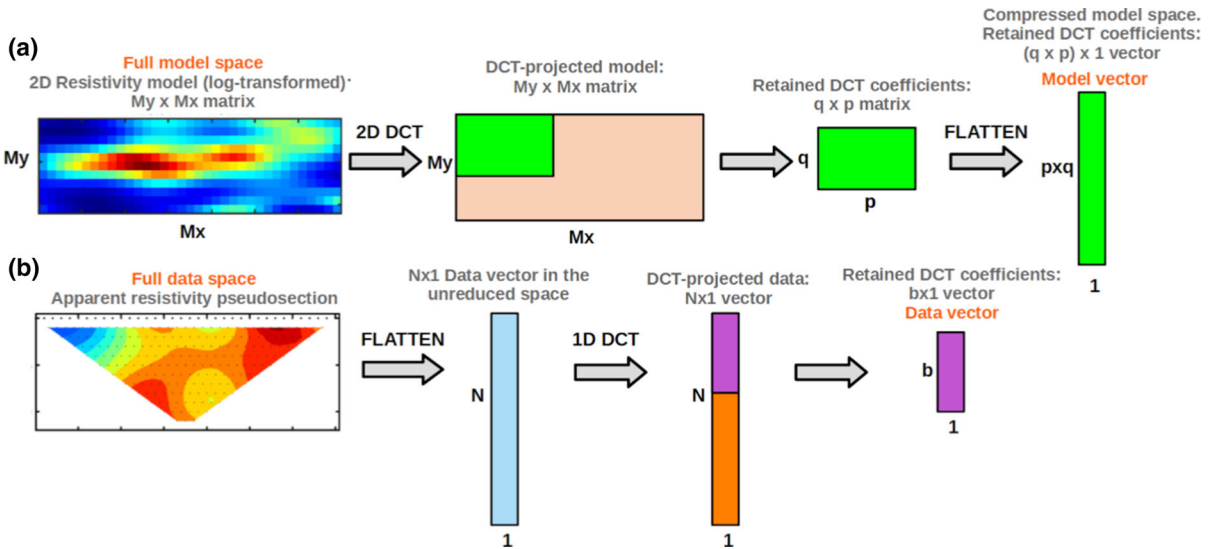 (a)
Full model space
2D Resistivity model (log-transformed)
My x Mx matrix
My
Mx
2D DCT
DCT-projected model:
My x Mx matrix
My
Mx
Retained DCT coefficients:
q x p matrix
q
p
FLATTEN
Compressed model space.
Retained DCT coefficients:
(q x p) x 1 vector
Model vector
pxq
1
(b)
Full data space
Apparent resistivity pseudosection
FLATTEN
Nx1 Data vector in the
unreduced space
N
1
1D DCT
DCT-projected data:
Nx1 vector
N
1
Retained DCT coefficients:
bx1 vector
Data vector
b
1